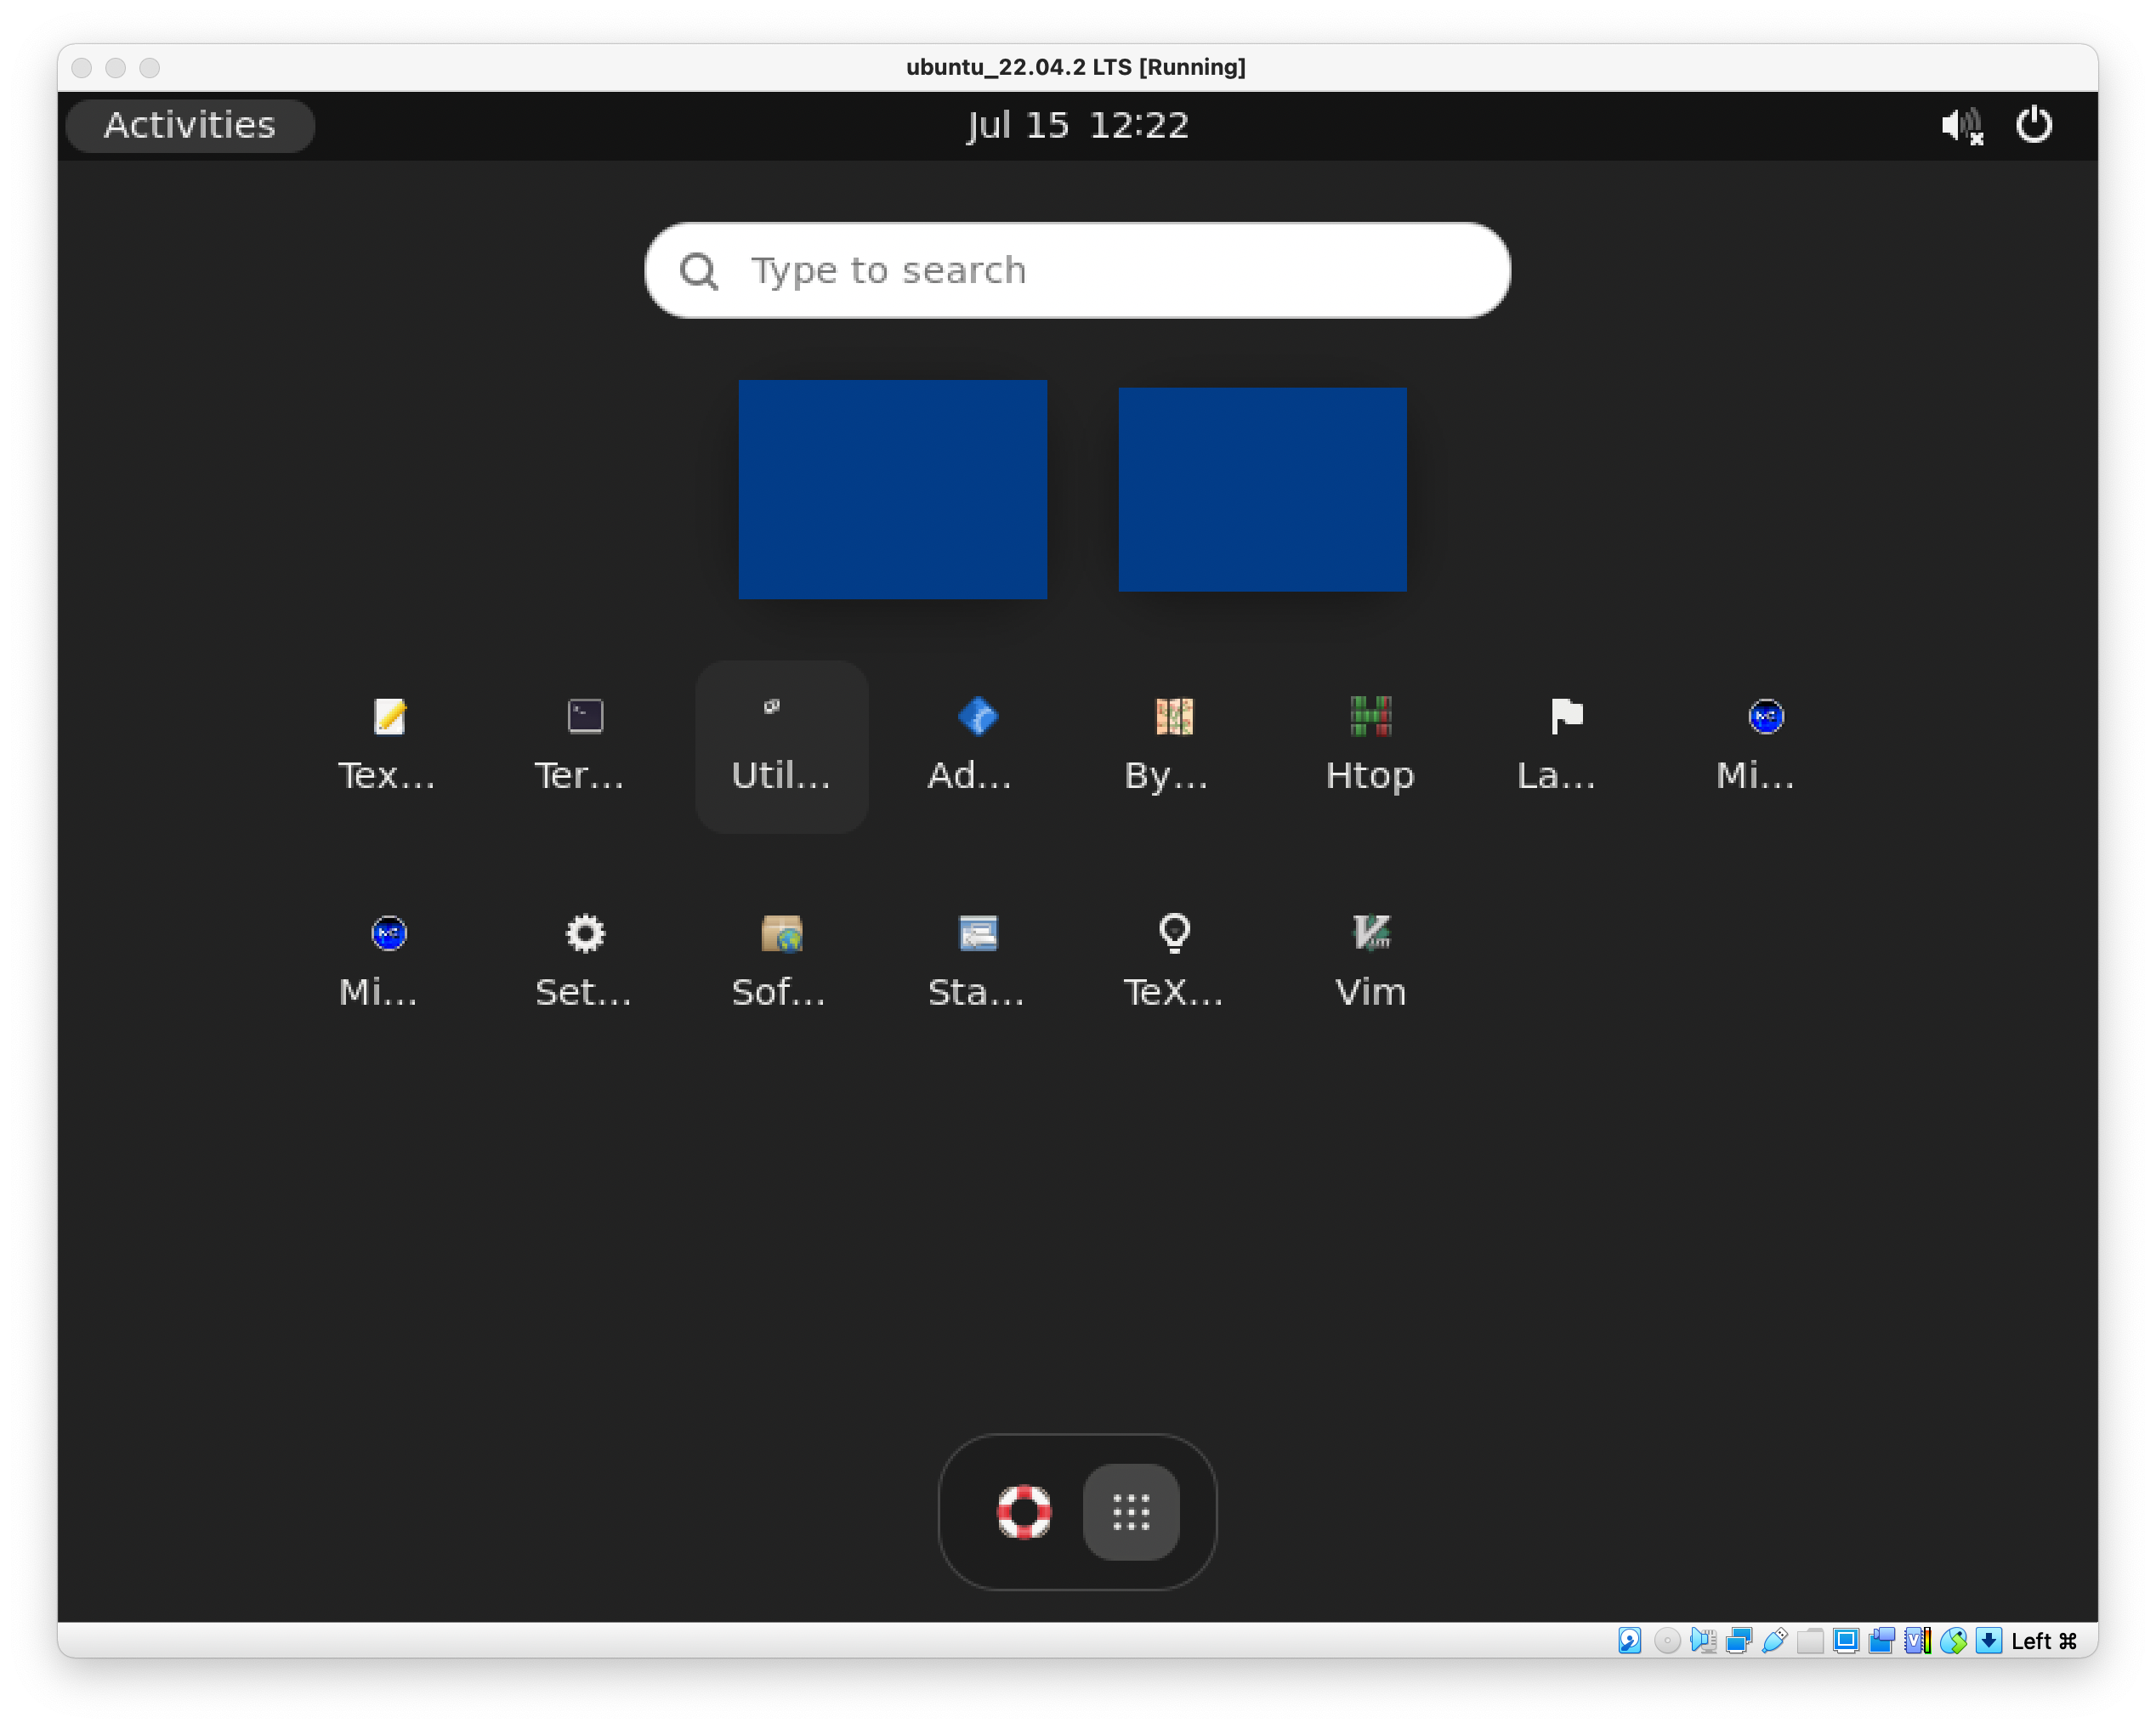 ubuntu_22.04.2 LTS [Running]
Activities
Jul 15 12:22
Type to search
Tex...
Ter...
Util...
Ad...
By...
Htop
La...
Mi...
Mi...
Set...
Sof...
Sta...
TeX...
Vim
Left ⌘